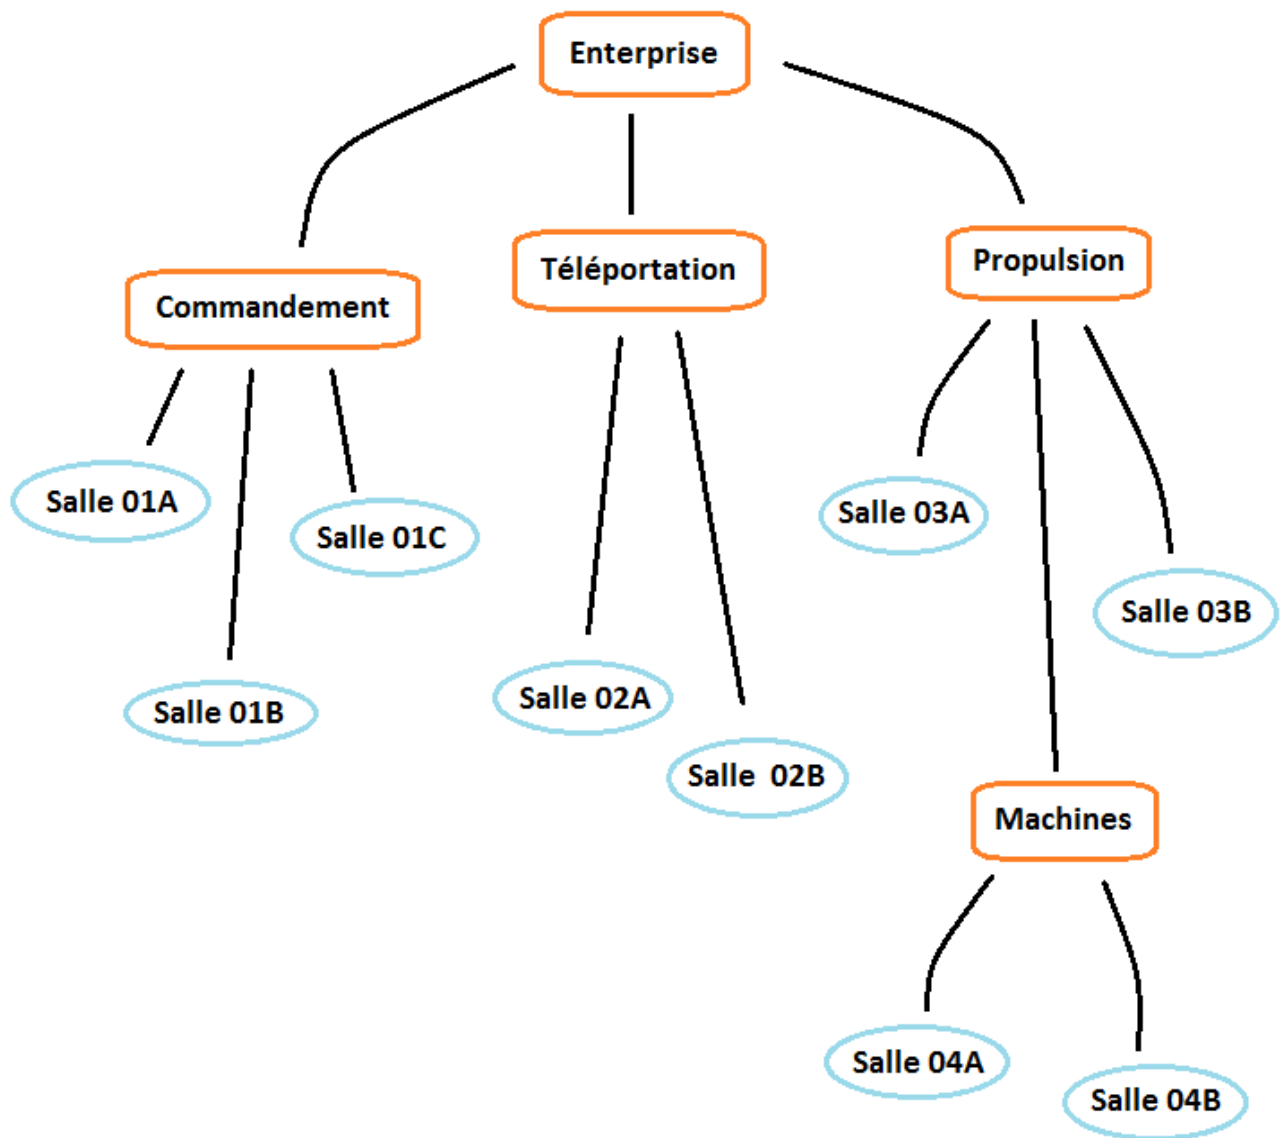 Enterprise
Commandement
Téléportation
Propulsion
Salle 01A
Salle 01B
Salle 01C
Salle 02A
Salle  02B
Salle 03A
Salle 03B
Machines
Salle 04A
Salle 04B